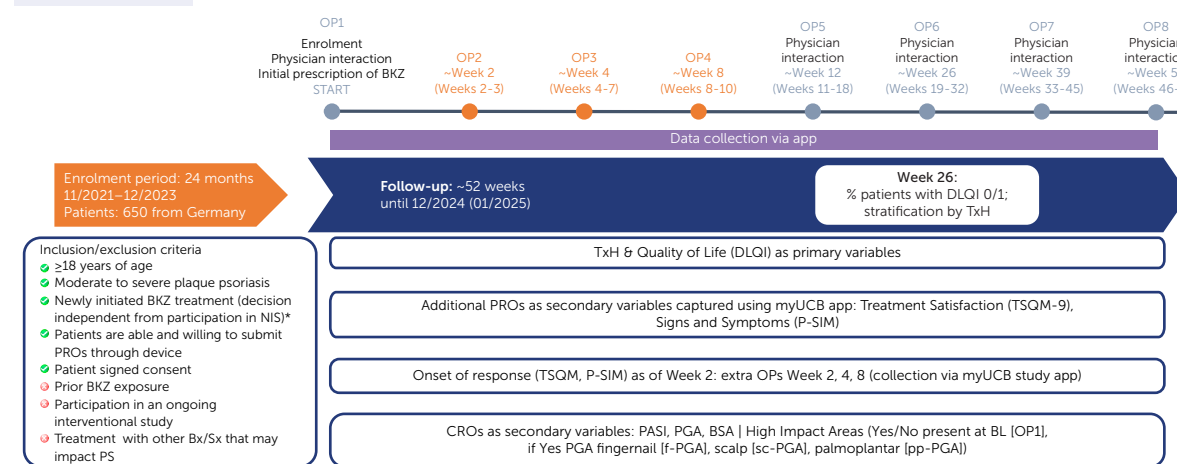 OP1
Enrolment
Physician interaction
Initial prescription of BKZ
START
OP2
~Week 2
(Weeks 2-3)
OP3
~Week 4
(Weeks 4-7)
OP4
~Week 8
(Weeks 8-10)
OP5
Physician
interaction
~Week 12
(Weeks 11-18)
OP6
Physician
interaction
~Week 26
(Weeks 19-32)
OP7
Physician
interaction
~Week 39
(Weeks 33-45)
OP8
~Week 5
(Weeks 46-
Data collection via app
Enrolment period: 24 months
11/2021–12/2023
Patients: 650 from Germany
Follow-up: ~52 weeks
until 12/2024 (01/2025)
Week 26:
% patients with DLQI 0/1;
stratification by TxH
Inclusion/exclusion criteria
≥18 years of age
Moderate to severe plaque psoriasis
Newly initiated BKZ treatment (decision
independent from participation in NIS)*
Patients are able and willing to submit
PROs through device
Patient signed consent
Prior BKZ exposure
Participation in an ongoing
interventional study
Treatment with other Bx/Sx that may
impact PS
TxH & Quality of Life (DLQI) as primary variables
Additional PROs as secondary variables captured using myUCB app: Treatment Satisfaction (TSQM-9),
Signs and Symptoms (P-SIM)
Onset of response (TSQM, P-SIM) as of Week 2: extra OPs Week 2, 4, 8 (collection via myUCB study app)
CROs as secondary variables: PASI, PGA, BSA | High Impact Areas (Yes/No present at BL [OP1],
if Yes PGA fingernail [f-PGA], scalp [sc-PGA], palmoplantar [pp-PGA])